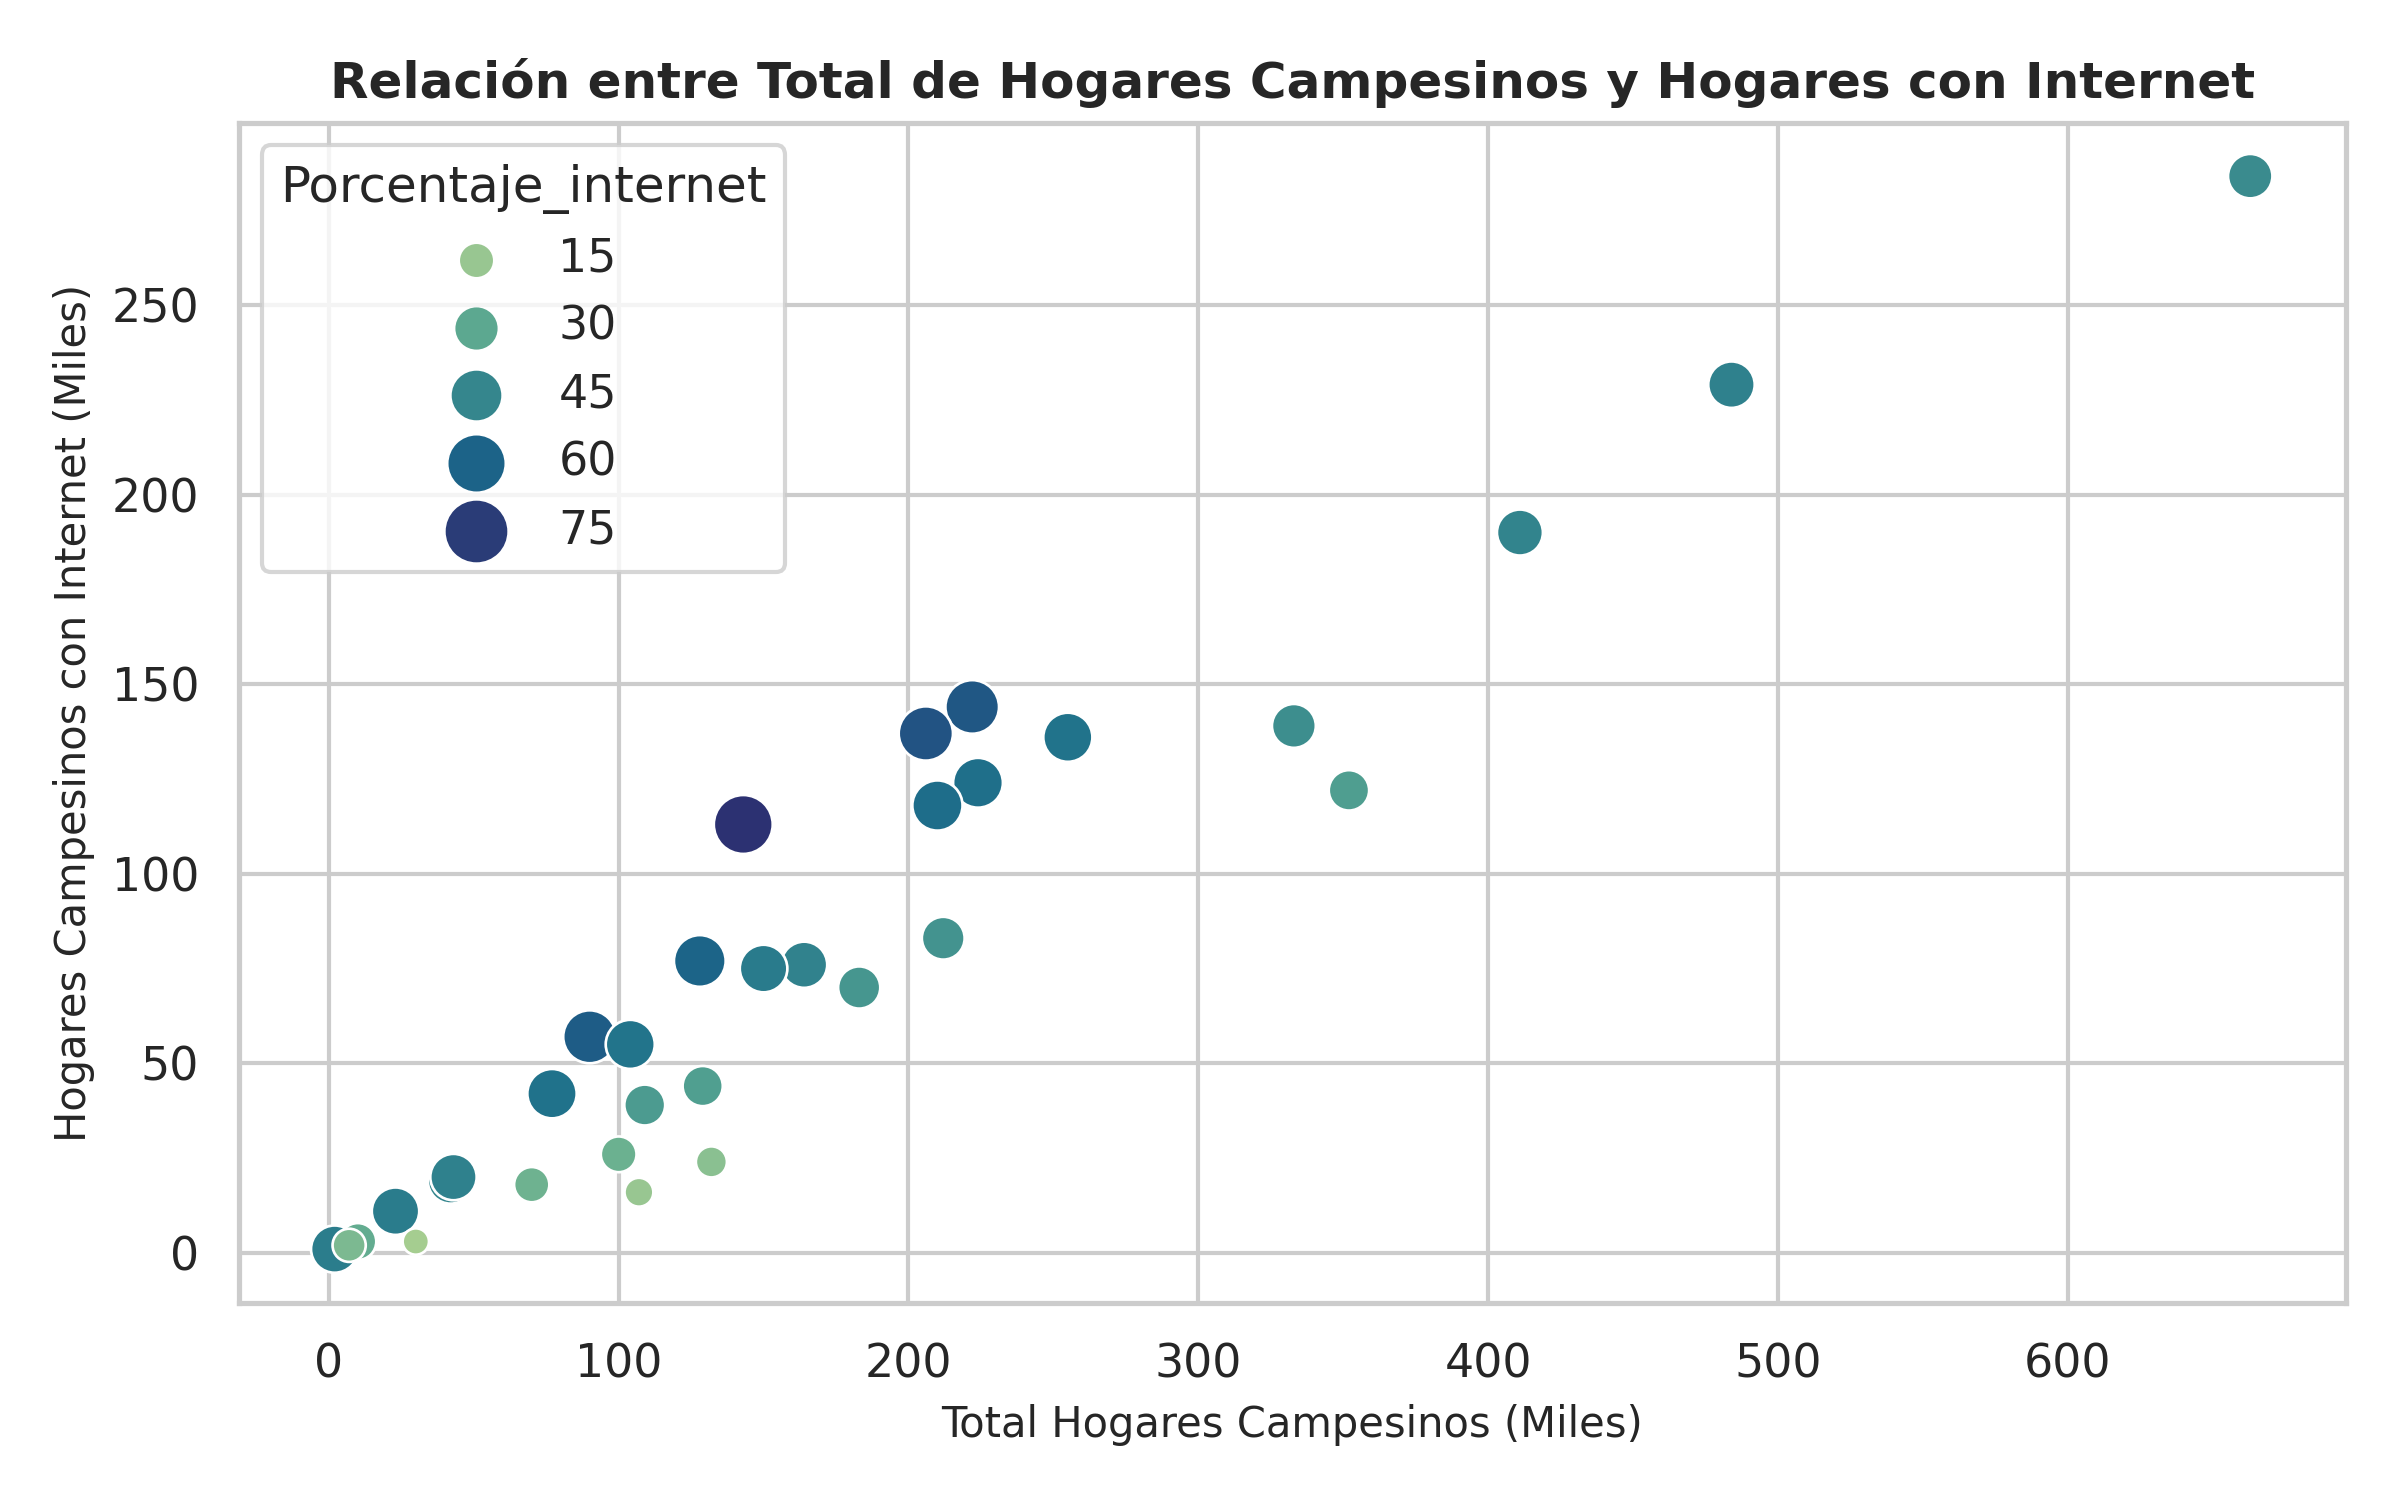 Relación entre Total de Hogares Campesinos y Hogares con Internet
Porcentaje_internet
15
30
45
60
75
Hogares Campesinos con Internet (Miles)
250
200
150
100
50
0
0 100 200 300 400 500 600
Total Hogares Campesinos (Miles)